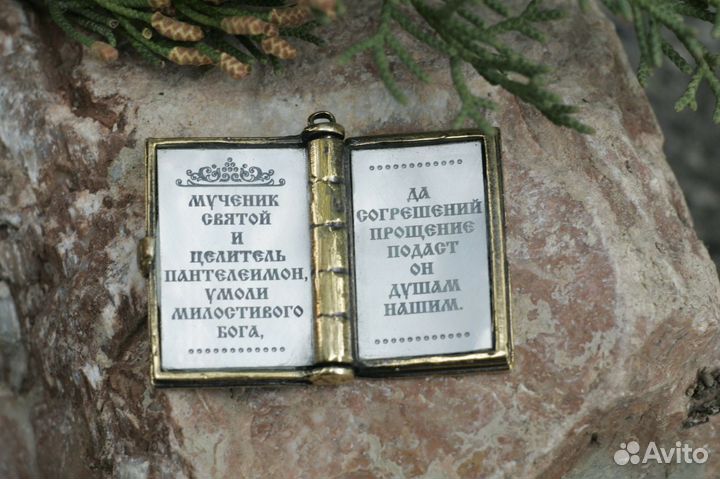 МУЧЕНИК
СВЯТОЙ
И
ЦЕЛИТЕЛЬ
ПАНТЕЛЕИМОН,
УМОЛИ
МИЛОСТИВОГО
БОГА,
ДА
СОГРЕШЕНИЙ
ПРОЩЕНИЕ
ПОДАСТ
ОН
ДУШАМ
НАШИМ.
Avito